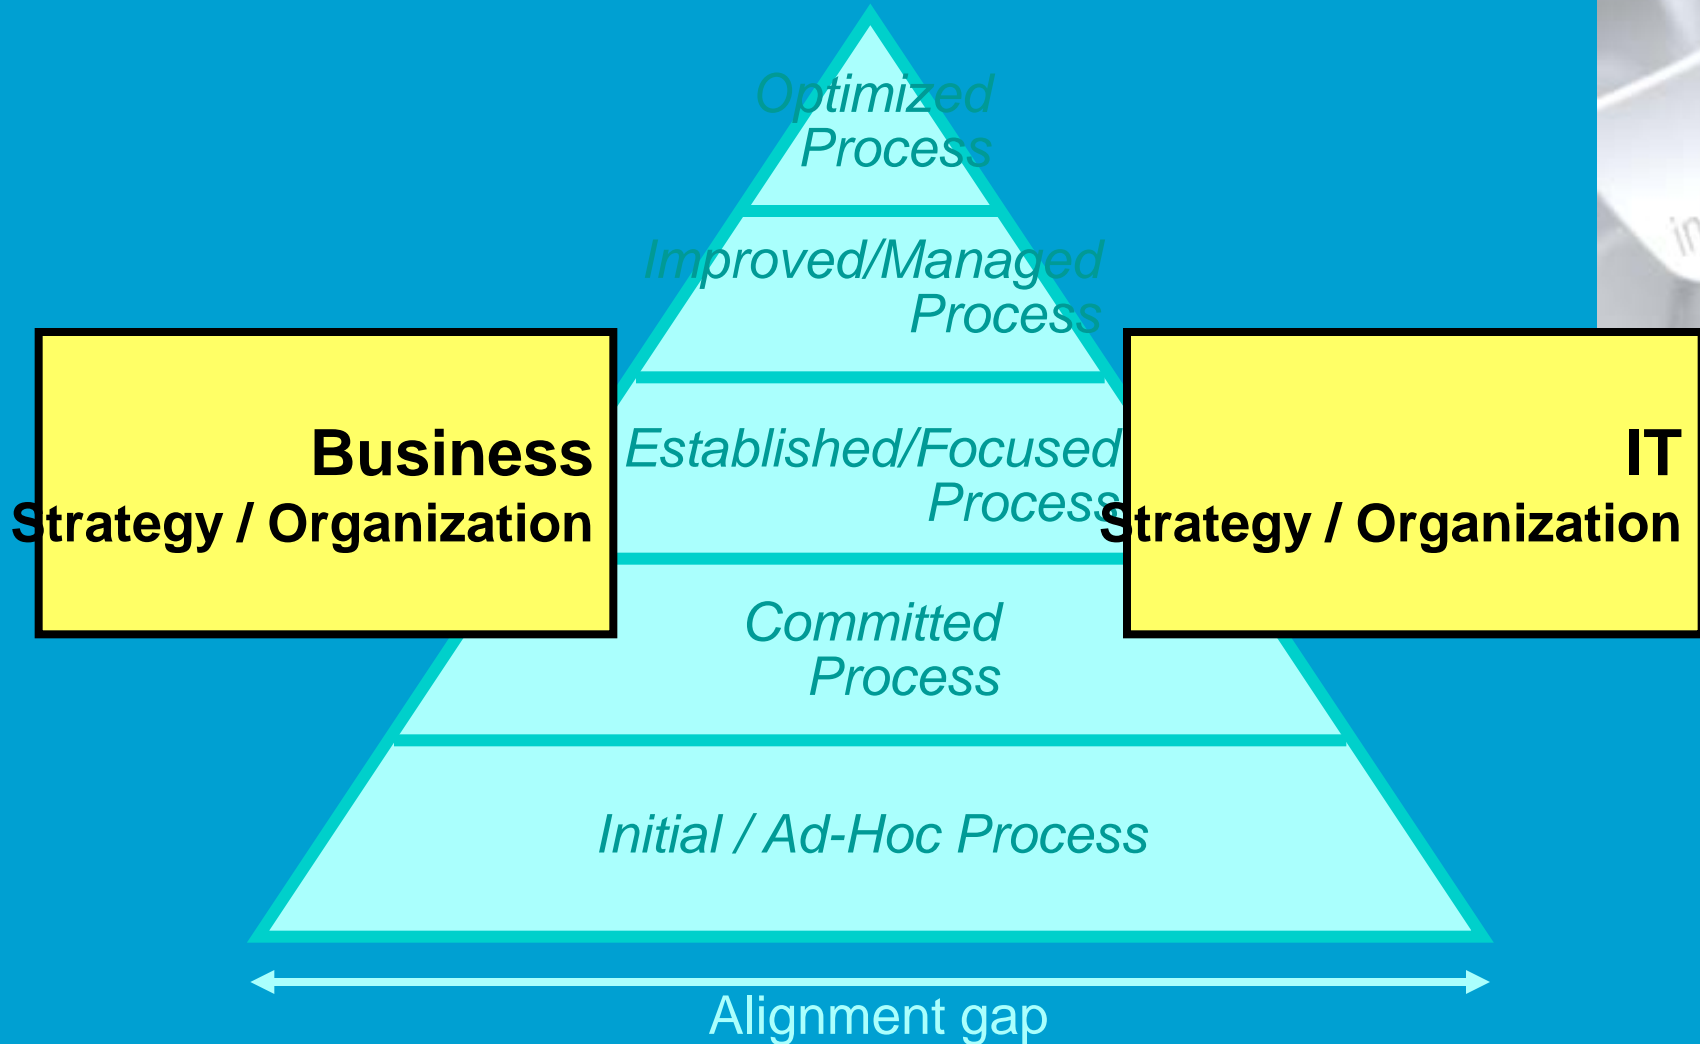 Optimized
Process
Improved/Managed
Process
Business
Strategy / Organization
Established/Focused
Process
IT
Strategy / Organization
Committed
Process
Initial / Ad-Hoc Process
Alignment gap